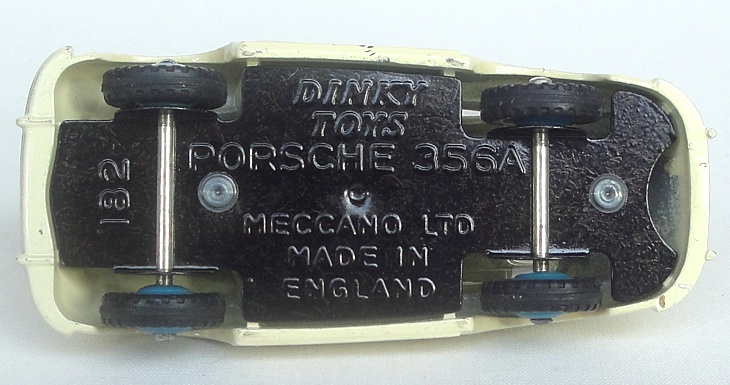 DINKY
TOYS
PORSCHE 356A
182
MECCANO LTD
MADE IN
ENGLAND